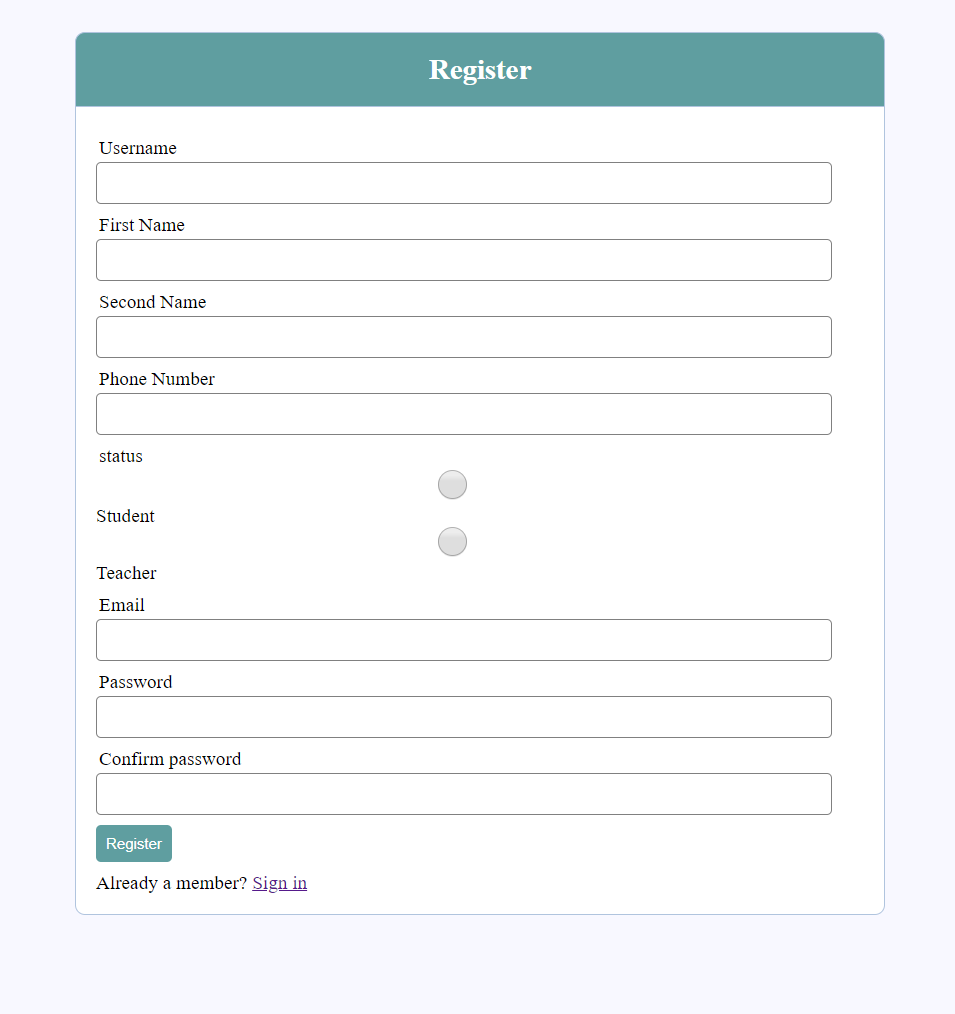 Register
Username
First Name
Second Name
Phone Number
status
Student
Teacher
Email
Password
Confirm password
Register
Already a member? Sign in